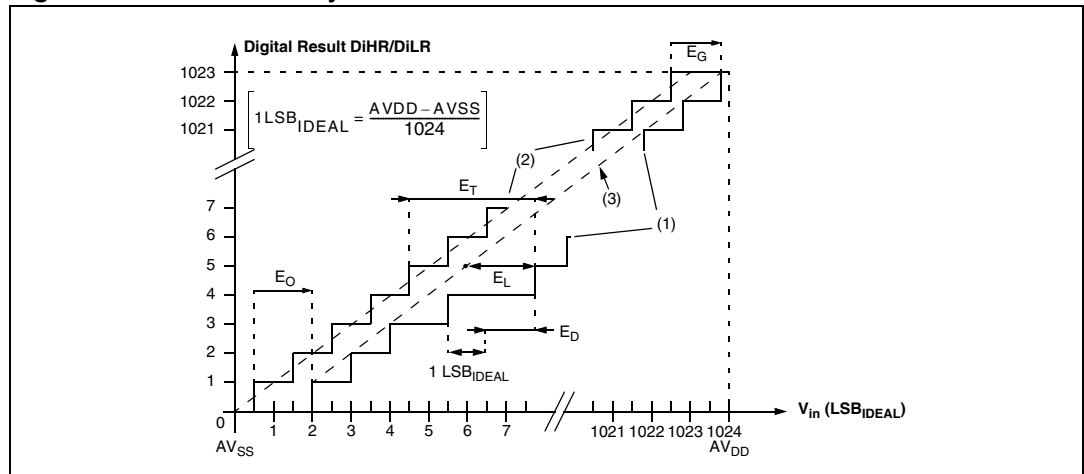 Digital Result DiHR/DiLR
E_G
1023
1022
1021
1LSB_IDEAL = (AVDD – AVSS) / 1024
(2)
E_T
(3)
(1)
7
6
5
4
3
2
1
0
E_O
E_L
E_D
1 LSB_IDEAL
1 2 3 4 5 6 7 1021 1022 1023 1024
V_in (LSB_IDEAL)
AV_SS
AV_DD